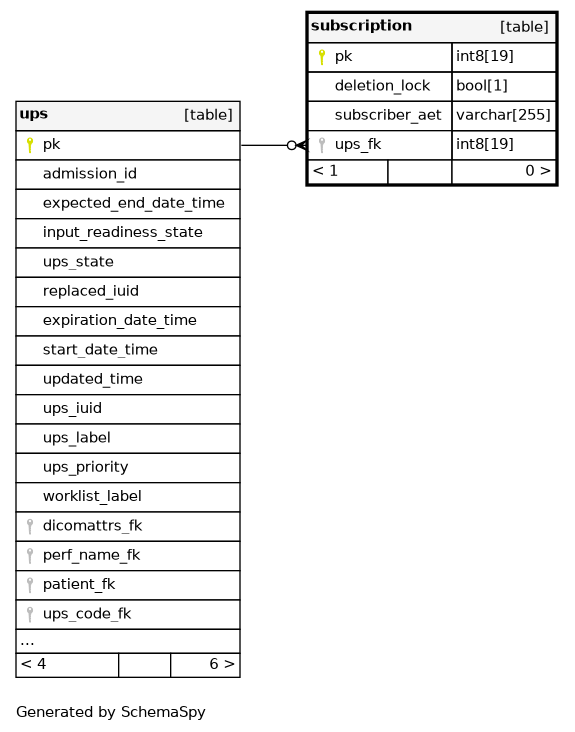 subscription [table]
pk int8[19]
deletion_lock bool[1]
subscriber_aet varchar[255]
ups_fk int8[19]
< 1 0 >
ups [table]
pk
admission_id
expected_end_date_time
input_readiness_state
ups_state
replaced_iuid
expiration_date_time
start_date_time
updated_time
ups_iuid
ups_label
ups_priority
worklist_label
dicomattrs_fk
perf_name_fk
patient_fk
ups_code_fk
...
< 4 6 >
Generated by SchemaSpy